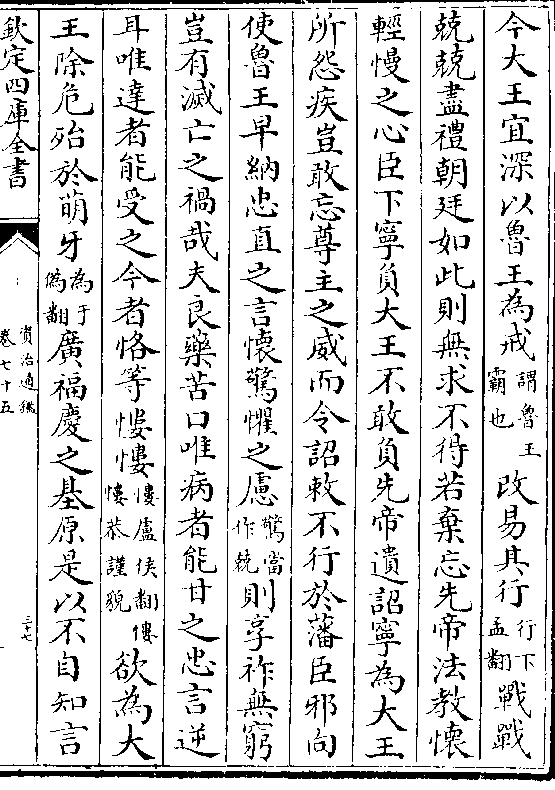 今大王宜深以魯王為戒謂魯王霸也改易其行行下孟翻戰戰
兢兢盡禮朝廷如此則無求不得若棄忘先帝法教懷
輕慢之心臣下寧負大王不敢負先帝遺詔寧為大王
所怨疾豈敢忘尊主之威而令詔敕不行於藩臣邪向
使魯王早納忠直之言懷驚懼之慮驚當作兢則享祚無窮
豈有滅亡之禍哉夫良藥苦口唯病者能甘之忠言逆
耳唯達者能受之今者恪等慺慺慺盧侯翻慺慺恭謹貌欲為大
王除危殆於萌牙為于偽翻廣福慶之基原是以不自知言
欽定四庫全書
資治通鑑
卷七十五